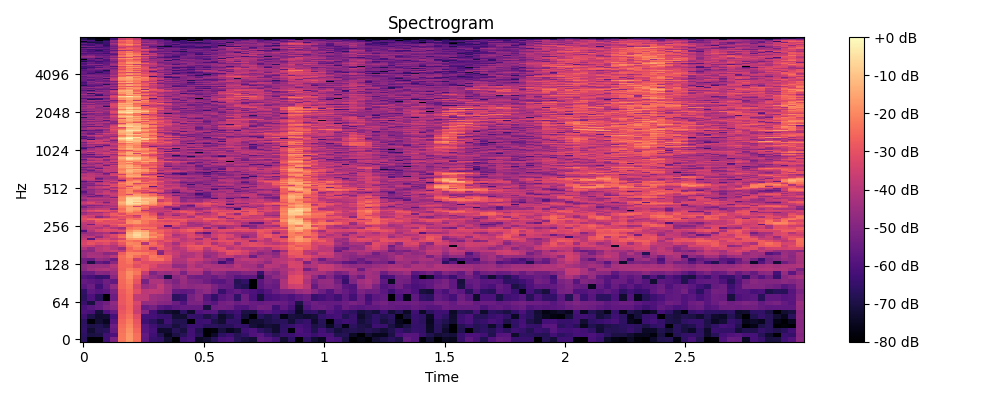 Spectrogram
Hz
4096
2048
1024
512
256
128
64
0
0 0.5 1 1.5 2 2.5
Time
+0 dB
-10 dB
-20 dB
-30 dB
-40 dB
-50 dB
-60 dB
-70 dB
-80 dB